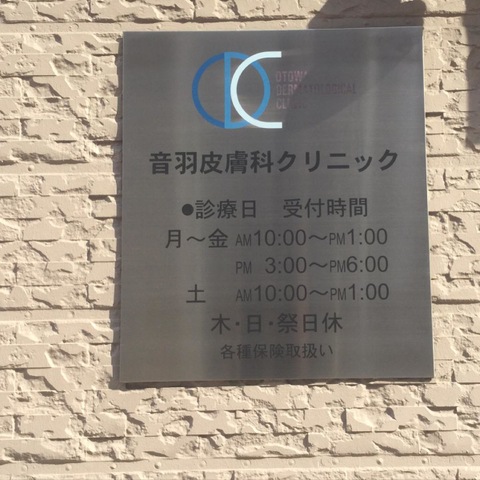 OTOWA
DERMATOLOGICAL
CLINIC
音羽皮膚科クリニック
●診療日 受付時間
月〜金 AM10:00〜PM1:00
PM 3:00〜PM6:00
土 AM10:00〜PM1:00
木・日・祭日休
各種保険取扱い